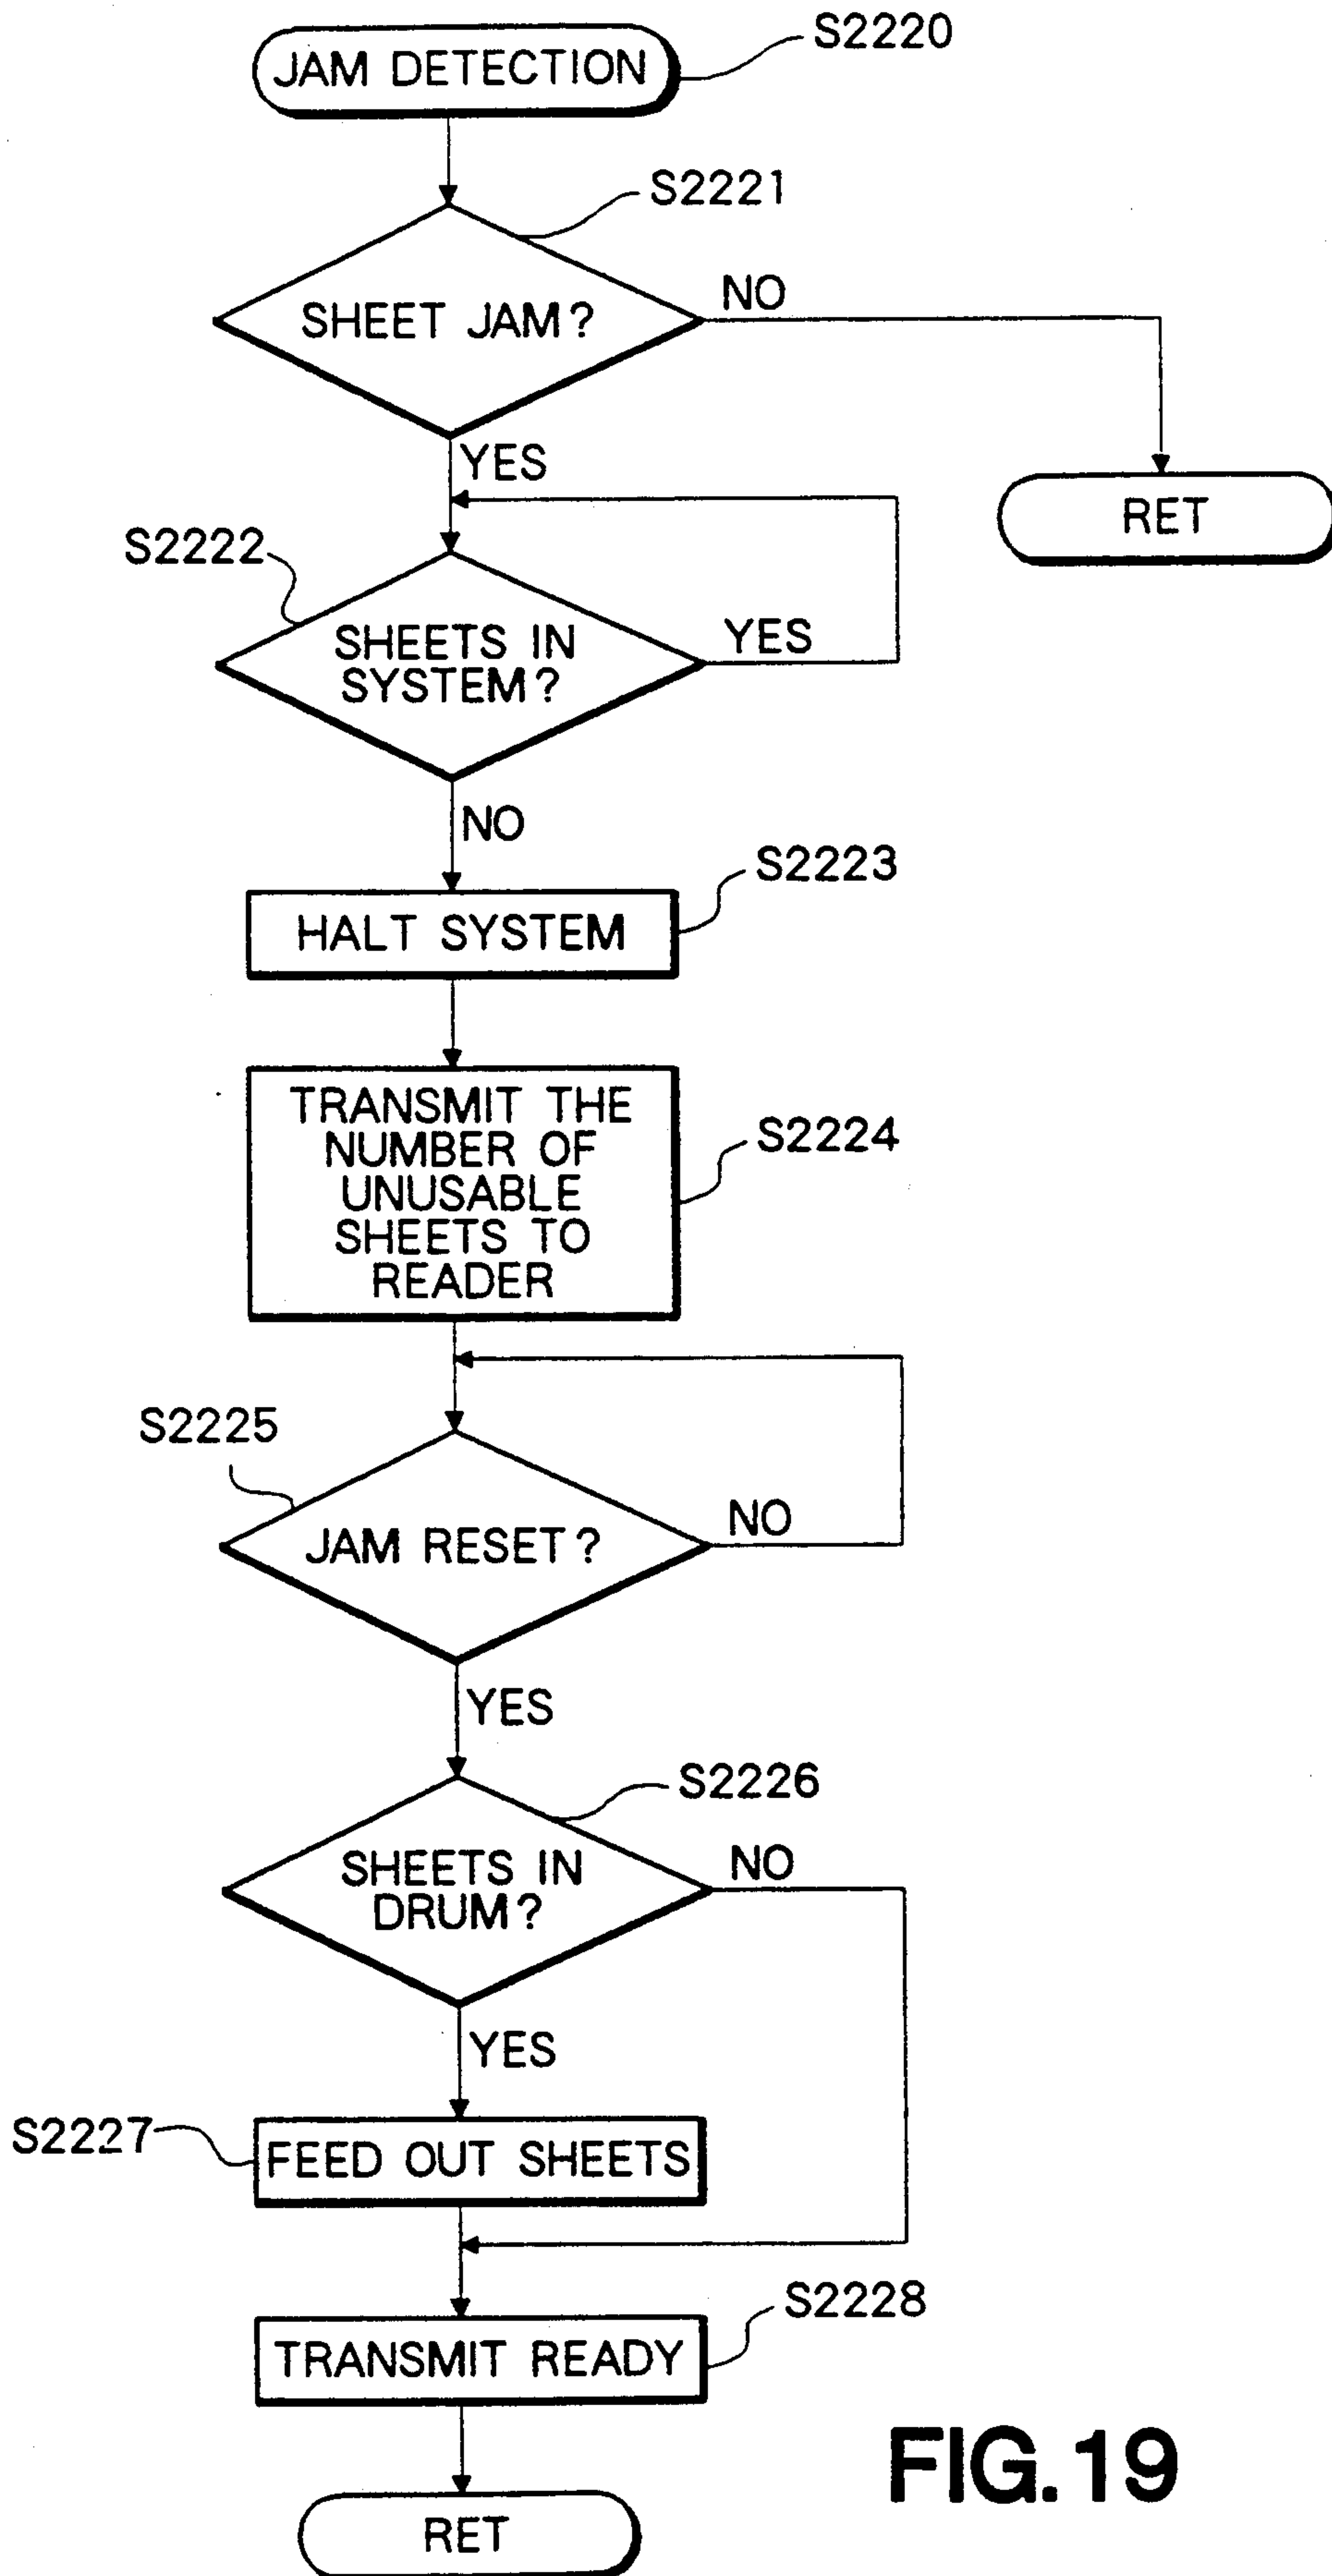 JAM DETECTION
S2220
S2221
SHEET JAM?
NO
YES
RET
S2222
SHEETS IN
SYSTEM?
YES
NO
S2223
HALT SYSTEM
TRANSMIT THE
NUMBER OF
UNUSABLE
SHEETS TO
READER
S2224
S2225
JAM RESET?
NO
YES
S2226
SHEETS IN
DRUM?
NO
YES
S2227
FEED OUT SHEETS
S2228
TRANSMIT READY
RET
FIG.19